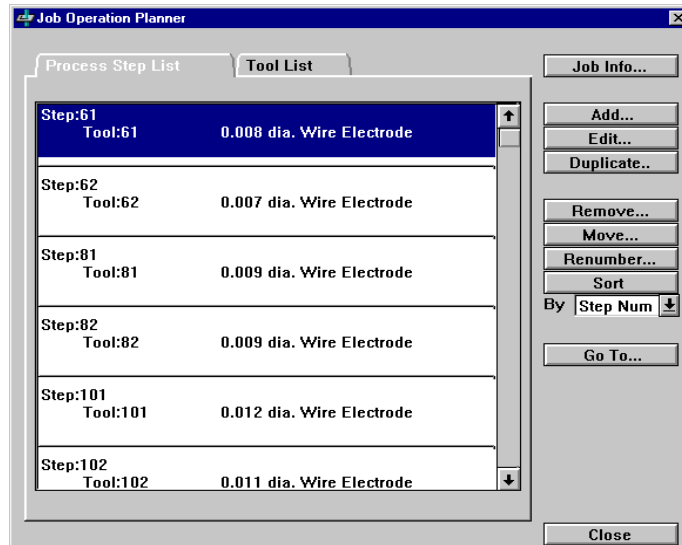 Job Operation Planner
Process Step List
Tool List
Step:61
Tool:61 0.008 dia. Wire Electrode
Step:62
Tool:62 0.007 dia. Wire Electrode
Step:81
Tool:81 0.009 dia. Wire Electrode
Step:82
Tool:82 0.009 dia. Wire Electrode
Step:101
Tool:101 0.012 dia. Wire Electrode
Step:102
Tool:102 0.011 dia. Wire Electrode
Job Info...
Add...
Edit...
Duplicate..
Remove...
Move...
Renumber...
Sort
By Step Num
Go To...
Close